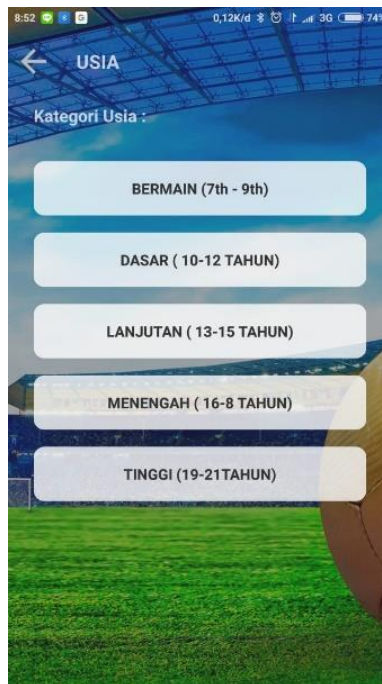 8:52 G 0,12K/d 3G 74%
USIA
Kategori Usia :
BERMAIN (7th - 9th)
DASAR ( 10-12 TAHUN)
LANJUTAN ( 13-15 TAHUN)
MENENGAH ( 16-8 TAHUN)
TINGGI (19-21TAHUN)